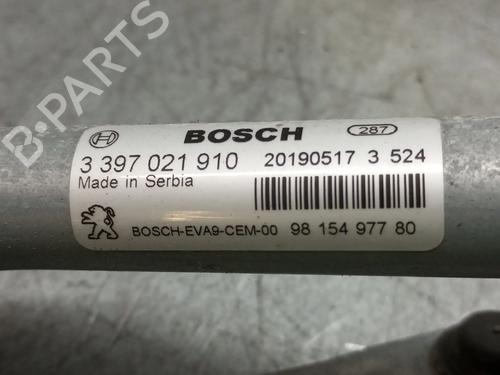 B-PARTS
BOSCH 287
3 397 021 910 20190517 3 524
Made in Serbia
BOSCH-EVA9-CEM-00 98 154 977 80